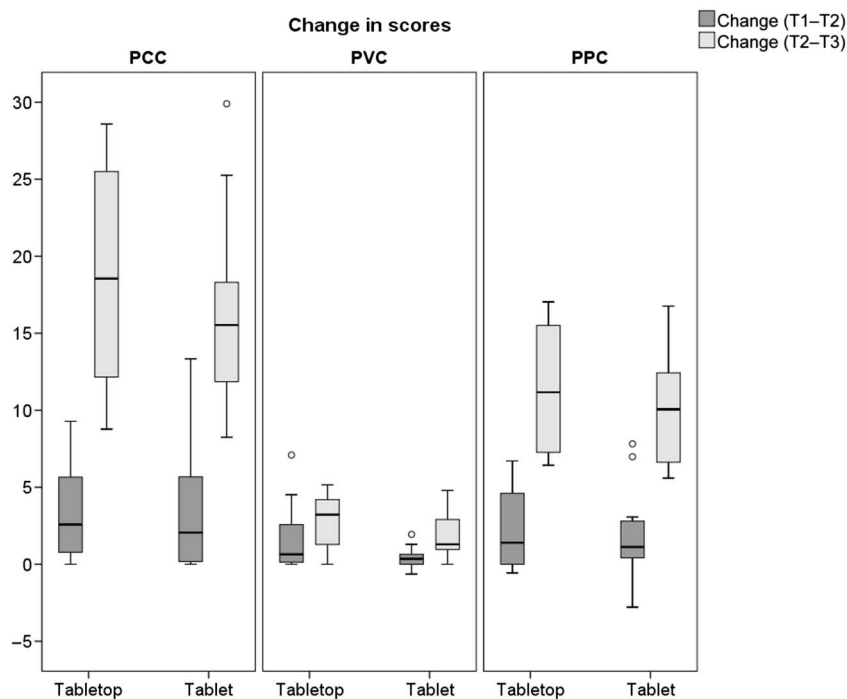 Change in scores
Change (T1–T2)
Change (T2–T3)
PCC PVC PPC
30
25
20
15
10
5
0
–5
Tabletop Tablet Tabletop Tablet Tabletop Tablet